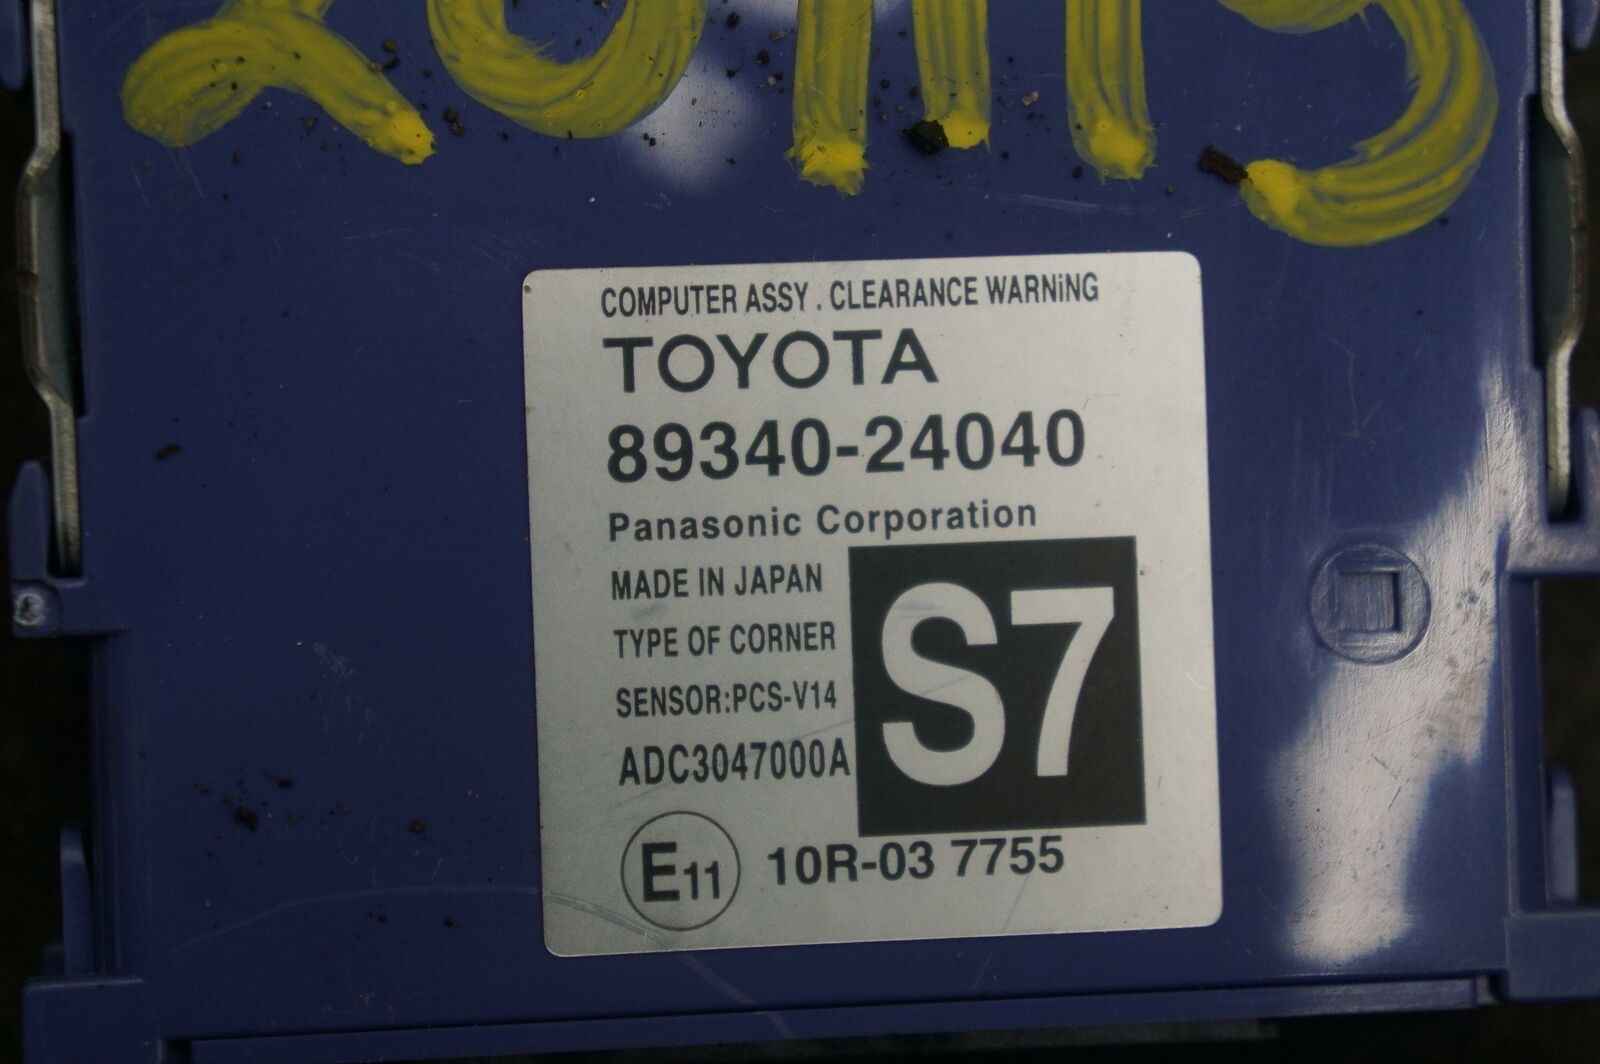 COMPUTER ASSY . CLEARANCE WARNiNG
TOYOTA
89340-24040
Panasonic Corporation
MADE IN JAPAN
TYPE OF CORNER
SENSOR:PCS-V14
ADC3047000A
S7
E11 10R-03 7755